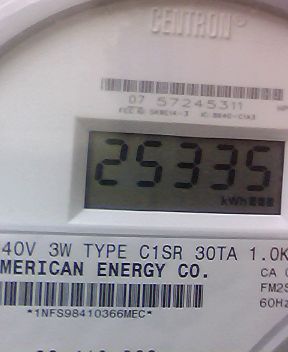 CENTRON®
07 57245311
25335
kWh
40V 3W TYPE C1SR 30TA 1.0K
MERICAN ENERGY CO.
CA
FM2S
60Hz
*1NFS98410366MEC*